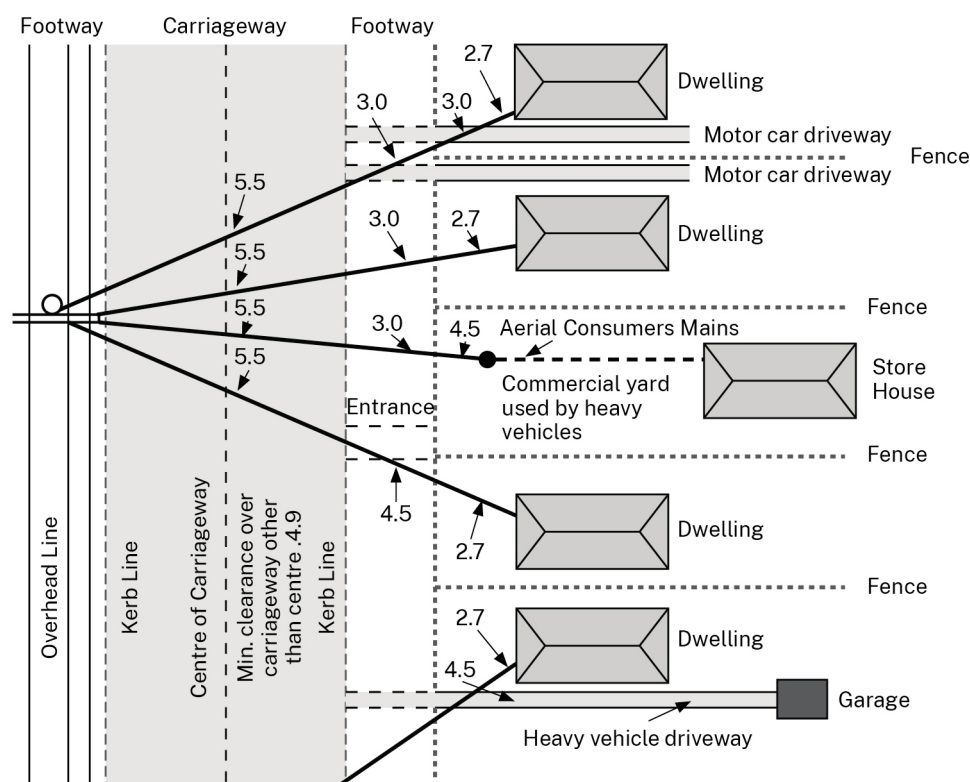 Footway
Carriageway
Footway
2.7
Dwelling
3.0
3.0
Motor car driveway
Fence
Motor car driveway
5.5
3.0
2.7
Dwelling
5.5
5.5
Fence
3.0
4.5
Aerial Consumers Mains
5.5
Store
House
Commercial yard
used by heavy
vehicles
Entrance
Fence
4.5
2.7
Dwelling
Overhead Line
Kerb Line
Centre of Carriageway
Min. clearance over
carriageway other
than centre .4.9
Kerb Line
Fence
2.7
Dwelling
4.5
Garage
Heavy vehicle driveway